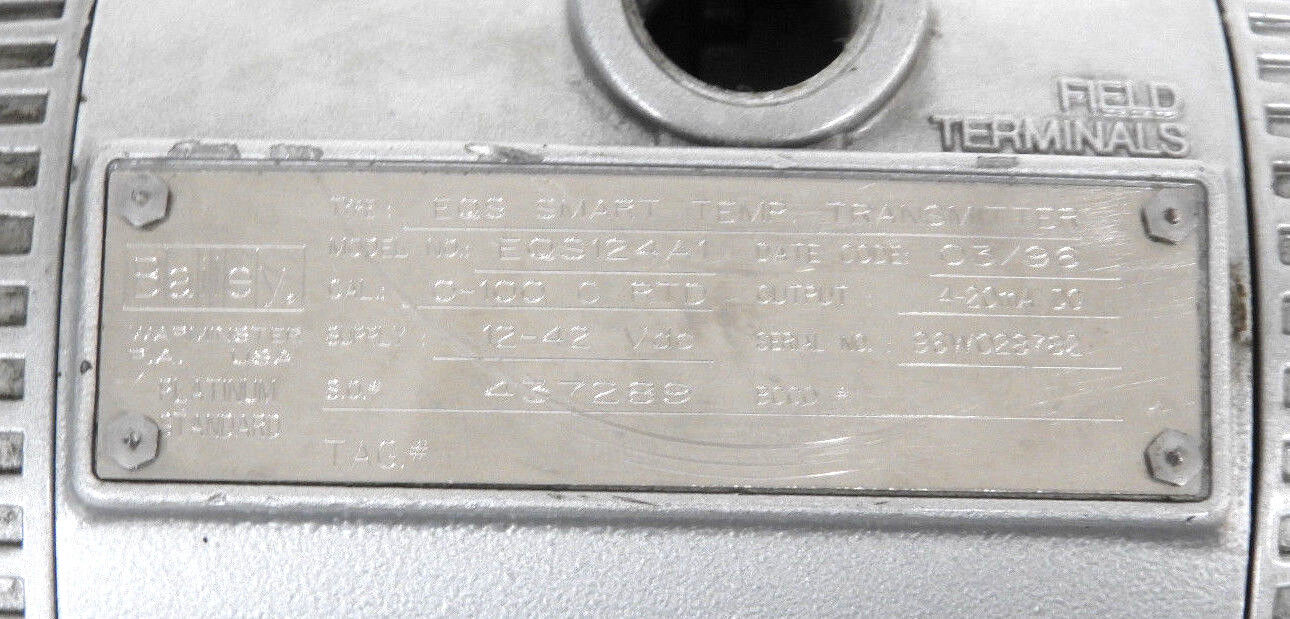 FIELD
TERMINALS
TYPE: EQS SMART TEMP. TRANSMITTER
Bailey
MODEL NO.: EQS124A1 DATE CODE: 03/96
CAL.: 0-100 C RTD OUTPUT: 4-20mA DC
WARMINSTER
P.A. USA
SUPPLY: 12-42 Vdc SERIAL NO.: 96W023782
PLATINUM
STANDARD
S.O.# 437289
TAG.#